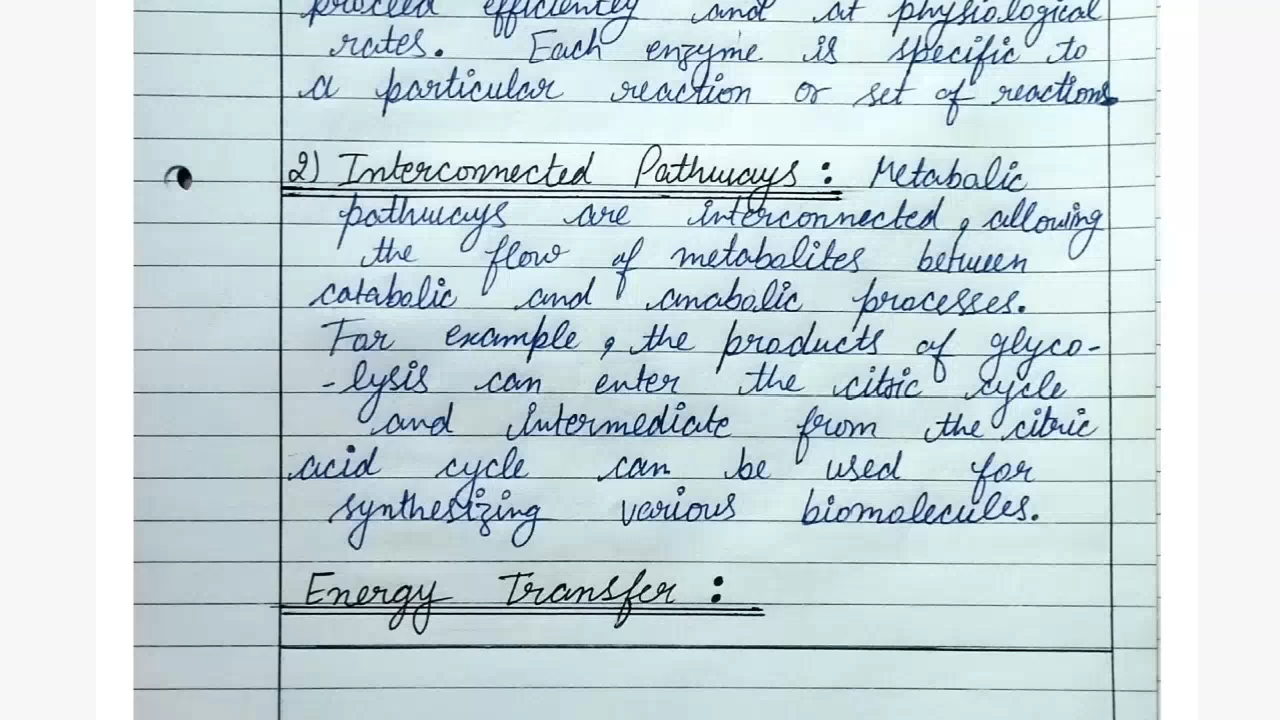 proceed efficiently and at physiological
rates. Each enzyme is specific to
a particular reaction or set of reactions.
2) Interconnected Pathways : Metabolic
pathways are interconnected, allowing
the flow of metabolites between
catabolic and anabolic processes.
For example, the products of glyco-
-lysis can enter the citric cycle
and intermediate from the citric
acid cycle can be used for
synthesizing various biomolecules.
Energy Transfer :